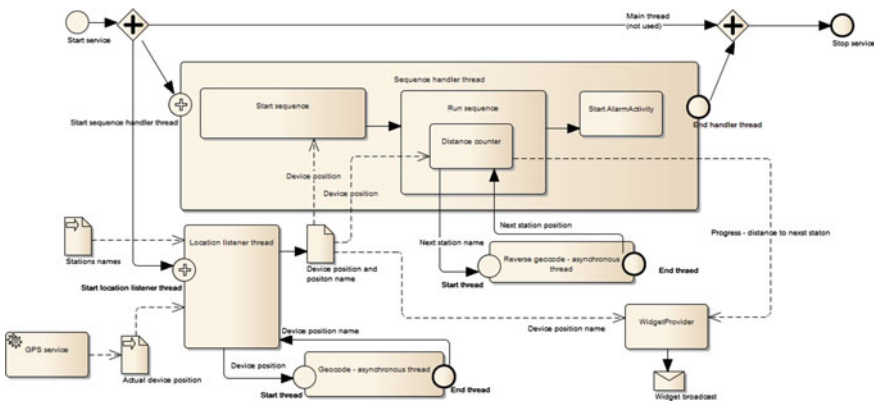 Start service
Main thread
(not used)
Stop service
Sequence handler thread
Start sequence
Run sequence
Start AlarmActivity
Start sequence handler thread
End handler thread
Distance counter
Device position
Device position
Next station position
Stations names
Location listener thread
Next station name
Progress - distance to nexst staton
Reverse geocode - asynchronous
thread
Device position and
positon name
Start location listener thread
Start thread
End thraed
GPS service
Actual device position
Device position name
Device position name
WidgetProvider
Device position
Geocode - asynchronous thread
Start thread
End thread
Widget broadcast